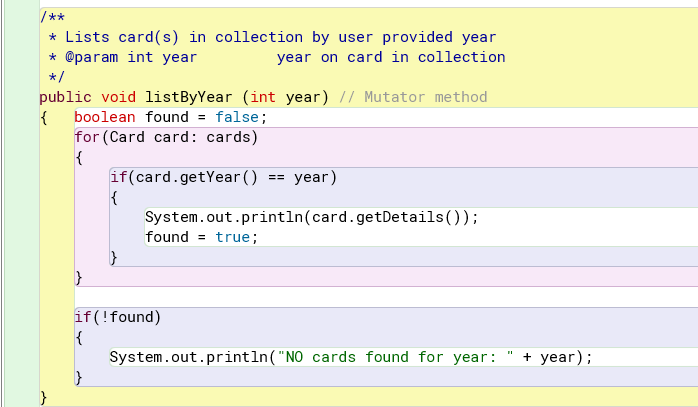 /**
 * Lists card(s) in collection by user provided year
 * @param int year         year on card in collection
 */
public void listByYear (int year) // Mutator method
{   boolean found = false;
    for(Card card: cards)
    {
        if(card.getYear() == year)
        {
            System.out.println(card.getDetails());
            found = true;
        }
    }
    if(!found)
    {
        System.out.println("NO cards found for year: " + year);
    }
}